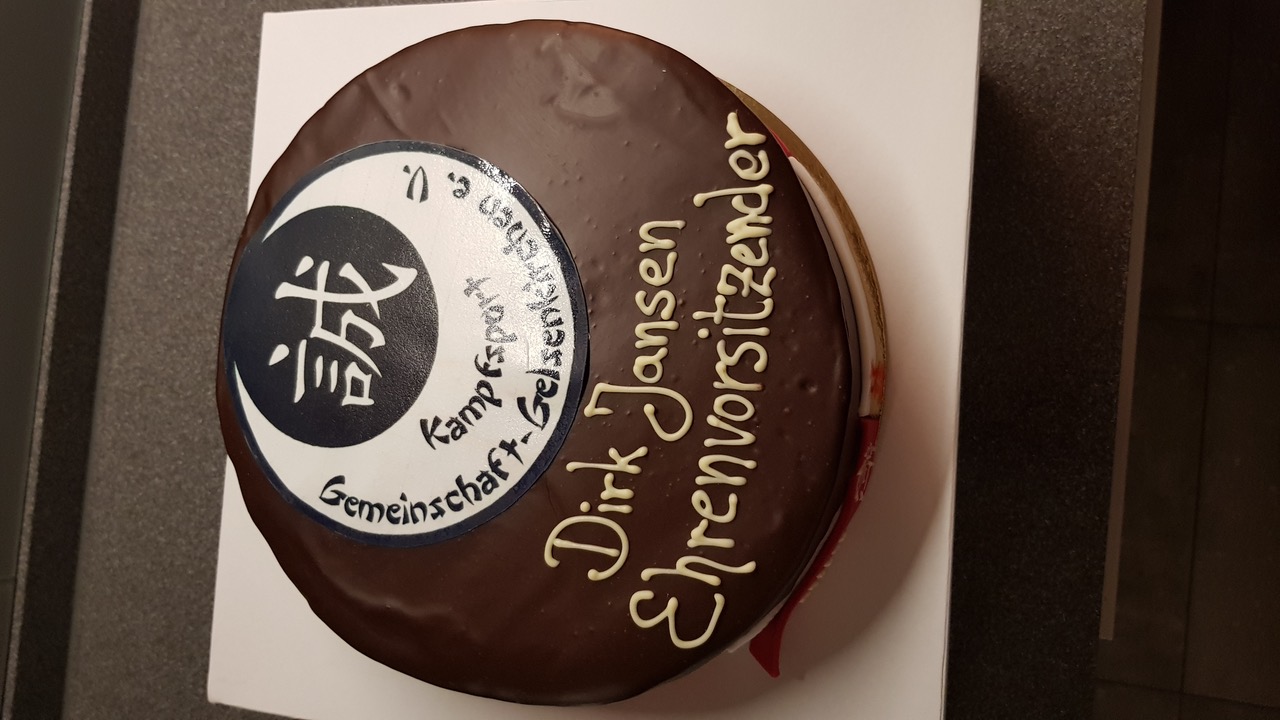 誠
Kampfsport
Gemeinschaft-Gelsenkirchen e.V.
Dirk Jansen
Ehrenvorsitzender